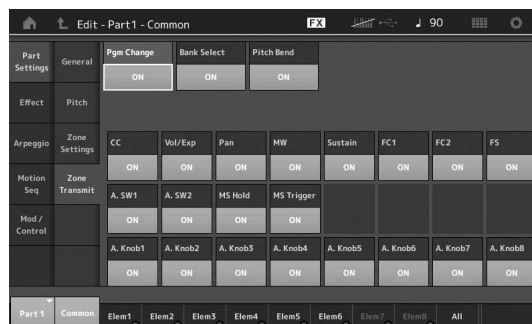 Edit - Part1 - Common FX 90
Part Settings
General
Pgm Change Bank Select Pitch Bend
ON ON ON
Effect Pitch
Arpeggio Zone Settings
CC Vol/Exp Pan MW Sustain FC1 FC2 FS
ON ON ON ON ON ON ON ON
Motion Seq Zone Transmit
A. SW1 A. SW2 MS Hold MS Trigger
ON ON ON ON
Mod / Control
A. Knob1 A. Knob2 A. Knob3 A. Knob4 A. Knob5 A. Knob6 A. Knob7 A. Knob8
ON ON ON ON ON ON ON ON
Part 1 Common Elem1 Elem2 Elem3 Elem4 Elem5 Elem6 Elem7 Elem8 All